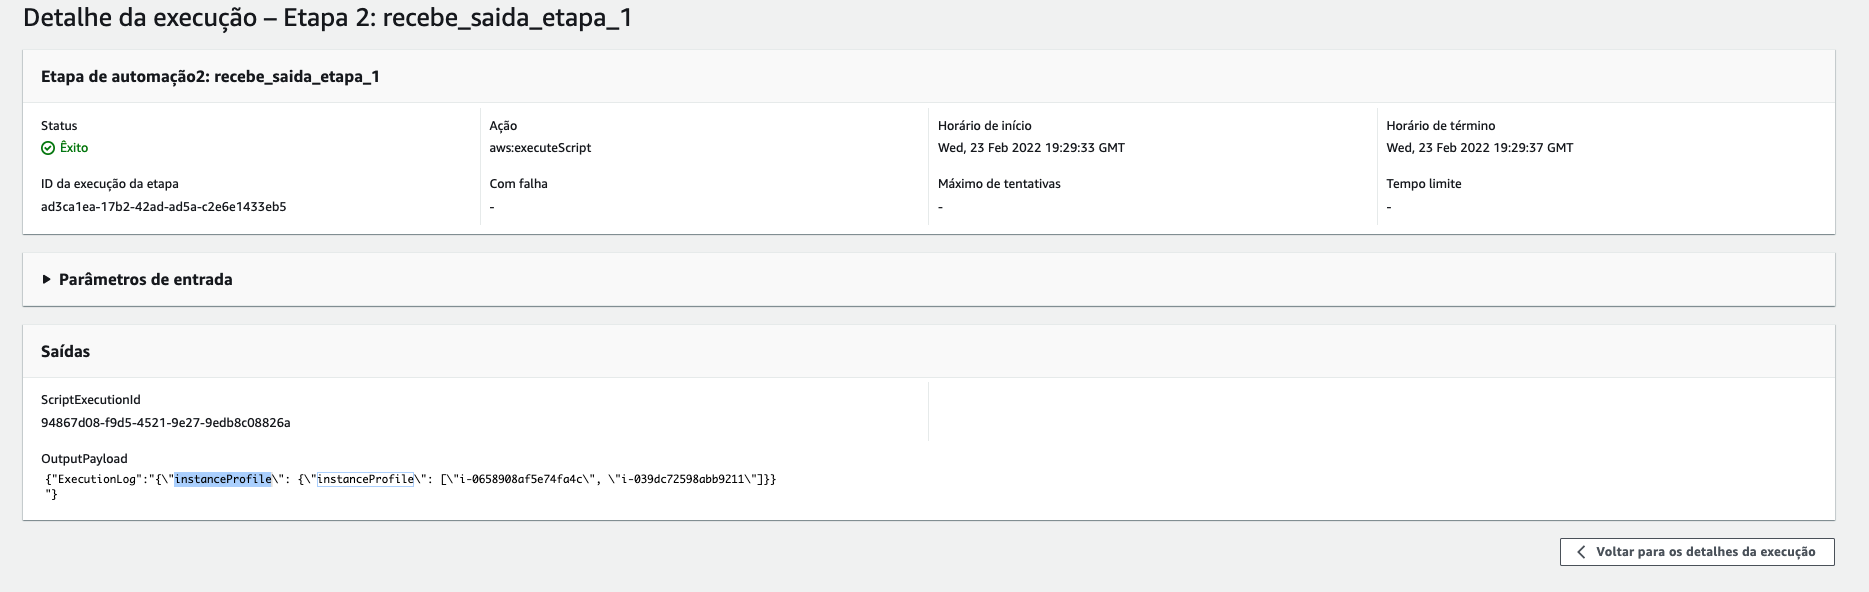 Detalhe da execução – Etapa 2: recebe_saida_etapa_1
Etapa de automação2: recebe_saida_etapa_1
Status
Êxito
Ação
aws:executeScript
Horário de início
Wed, 23 Feb 2022 19:29:33 GMT
Horário de término
Wed, 23 Feb 2022 19:29:37 GMT
ID da execução da etapa
ad3ca1ea-17b2-42ad-ad5a-c2e6e1433eb5
Com falha
-
Máximo de tentativas
-
Tempo limite
-
Parâmetros de entrada
Saídas
ScriptExecutionId
94867d08-f9d5-4521-9e27-9edb8c08826a
OutputPayload
{"ExecutionLog":"{\"instanceProfile\": {\"instanceProfile\": [\"i-0658908af5e74fa4c\", \"i-039dc72598abb9211\"]}}
"}
Voltar para os detalhes da execução